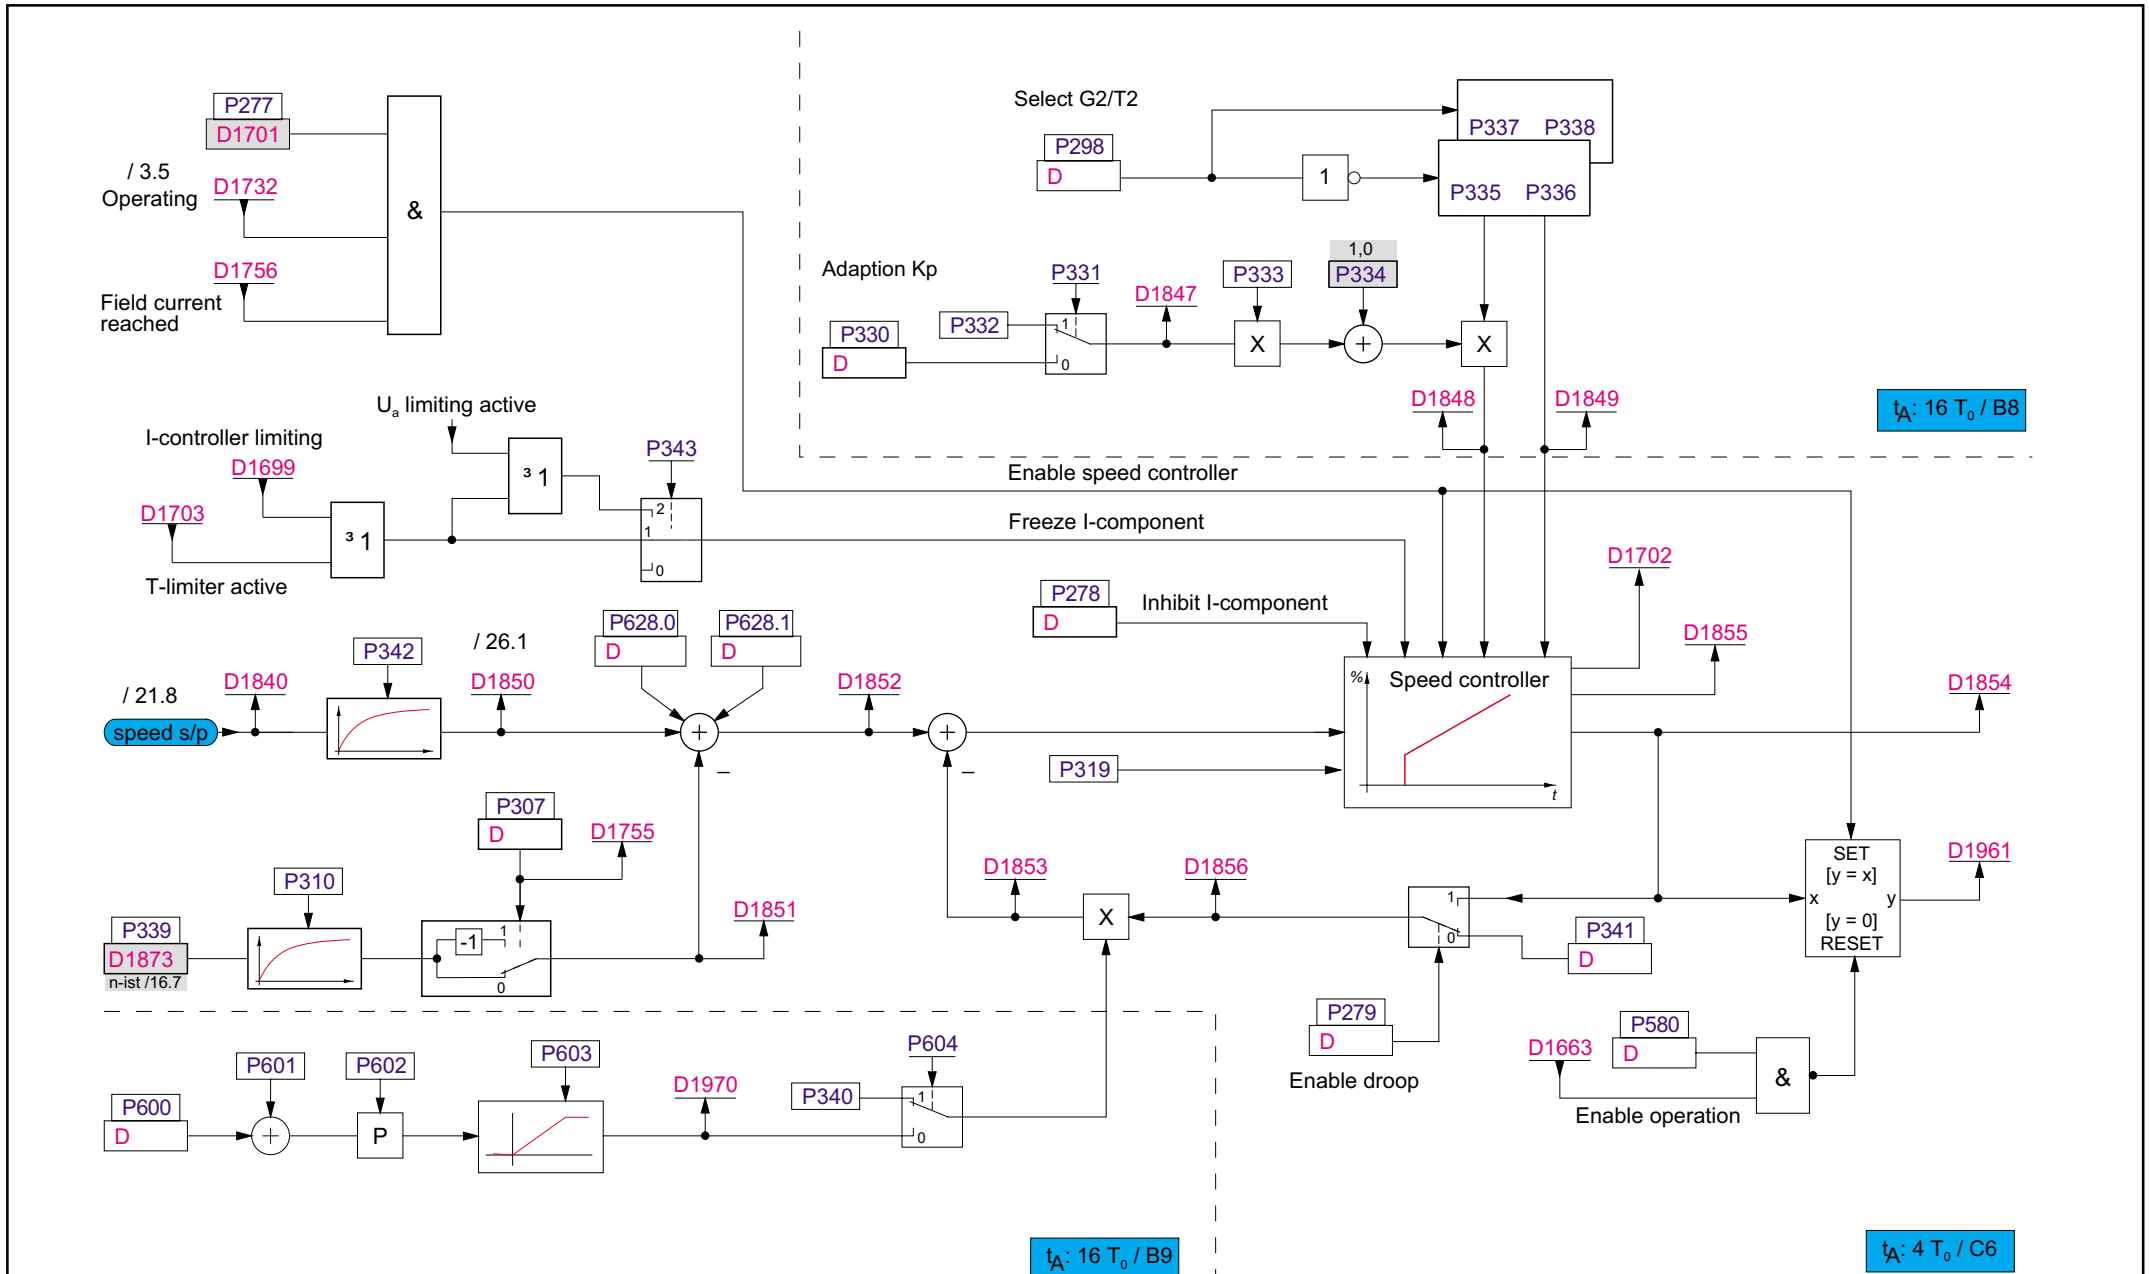 P277
D1701
/ 3.5
Operating
D1732
D1756
Field current
reached
&
Select G2/T2
P298
D
1
P337 P338
P335 P336
Adaption Kp
P330
D
P332
P331
1
0
D1847
P333
X
1,0
P334
+
X
D1848
D1849
tA: 16 T0 / B8
Ua limiting active
I-controller limiting
D1699
D1703
T-limiter active
³ 1
³ 1
P343
2
1
0
Enable speed controller
Freeze I-component
P278
D
Inhibit I-component
D1702
D1855
D1854
/ 21.8
speed s/p
D1840
P342
/ 26.1
D1850
P628.0
D
P628.1
D
+
–
D1852
+
–
P319
% Speed controller
t
P307
D
D1755
P310
P339
D1873
n-ist /16.7
-1
1
0
D1851
D1853
X
D1856
1
0
P341
D
P279
D
Enable droop
SET
[y = x]
x y
[y = 0]
RESET
D1961
D1663
P580
D
&
Enable operation
P600
D
P601
+
P602
P
P603
D1970
P340
P604
1
0
tA: 16 T0 / B9
tA: 4 T0 / C6